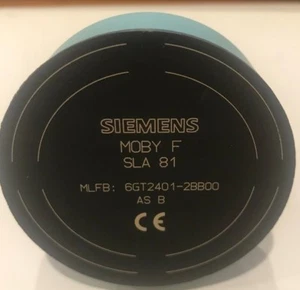 SIEMENS
MOBY F
SLA 81
MLFB: 6GT2401-2BB00
AS B
CE